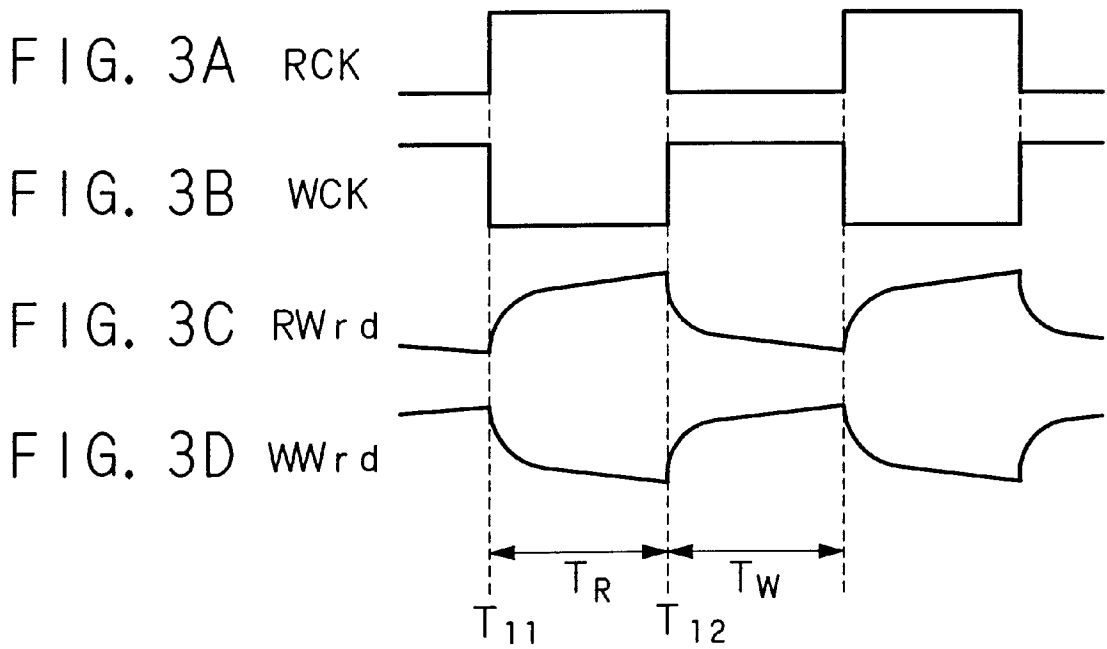 FIG. 3A RCK
FIG. 3B WCK
FIG. 3C RWrd
FIG. 3D WWrd
TR TW
T11 T12